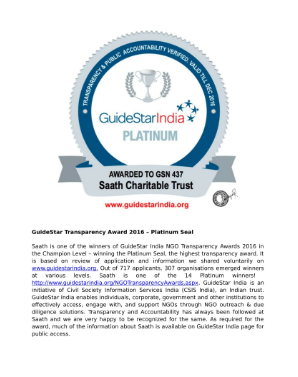 TRANSPARENCY & PUBLIC ACCOUNTABILITY VERIFIED, VALID TILL DEC 2016
GuideStarIndia
PLATINUM
AWARDED TO GSN 437
Saath Charitable Trust
www.guidestarindia.org
GuideStar Transparency Award 2016 – Platinum Seal
Saath is one of the winners of GuideStar India NGO Transparency Awards 2016 in
the Champion Level – winning the Platinum Seal, the highest transparency award. It
is based on review of application and information we shared voluntarily on
www.guidestarindia.org. Out of 717 applicants, 307 organisations emerged winners
at various levels. Saath is one of the 14 Platinum winners!
http://www.guidestarindia.org/NGOTransparencyAwards.aspx. GuideStar India is an
initiative of Civil Society Information Services India (CSIS India), an Indian trust.
GuideStar India enables individuals, corporate, government and other institutions to
effectively access, engage with, and support NGOs through NGO outreach & due
diligence solutions. Transparency and Accountability has always been followed at
Saath and we are very happy to be recognized for the same. As required for the
award, much of the information about Saath is available on GuideStar India page for
public access.